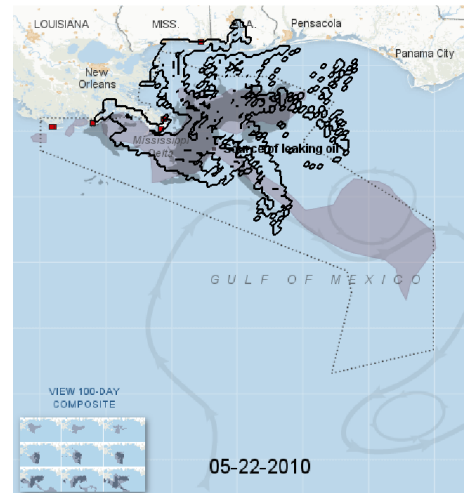 LOUISIANA
MISS.
ALA.
Pensacola
Panama City
New
Orleans
Mississippi
Delta
Source of leaking oil
GULF OF MEXICO
VIEW 100-DAY
COMPOSITE
05-22-2010